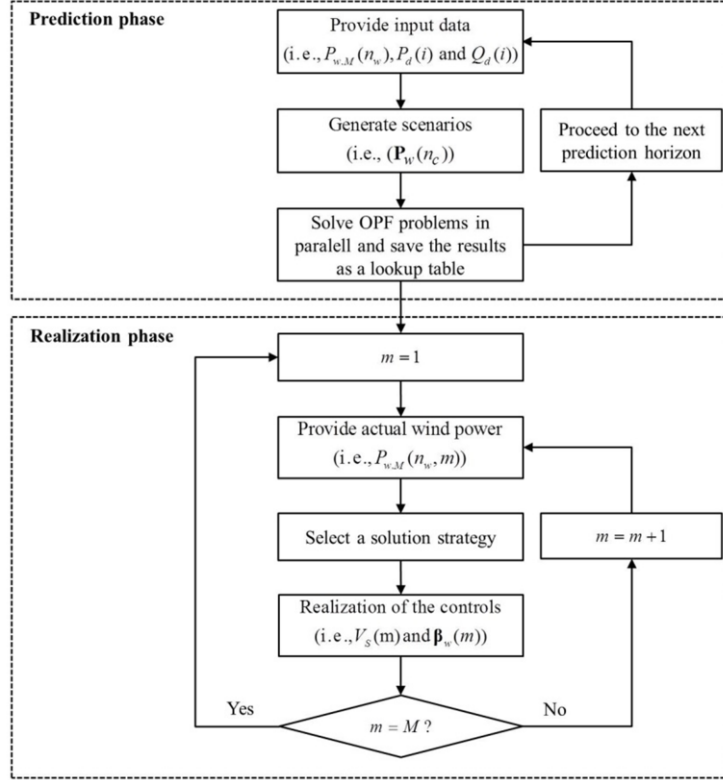 Prediction phase
Provide input data
(i.e., P_{w.M}(n_w), P_d(i) and Q_d(i))
Generate scenarios
(i.e., (𝐏_w(n_c))
Proceed to the next
prediction horizon
Solve OPF problems in
paralell and save the results
as a lookup table
Realization phase
m = 1
Provide actual wind power
(i.e., P_{w.M}(n_w, m))
Select a solution strategy
m = m + 1
Realization of the controls
(i.e., V_S(m) and 𝛃_w(m))
Yes
No
m = M ?